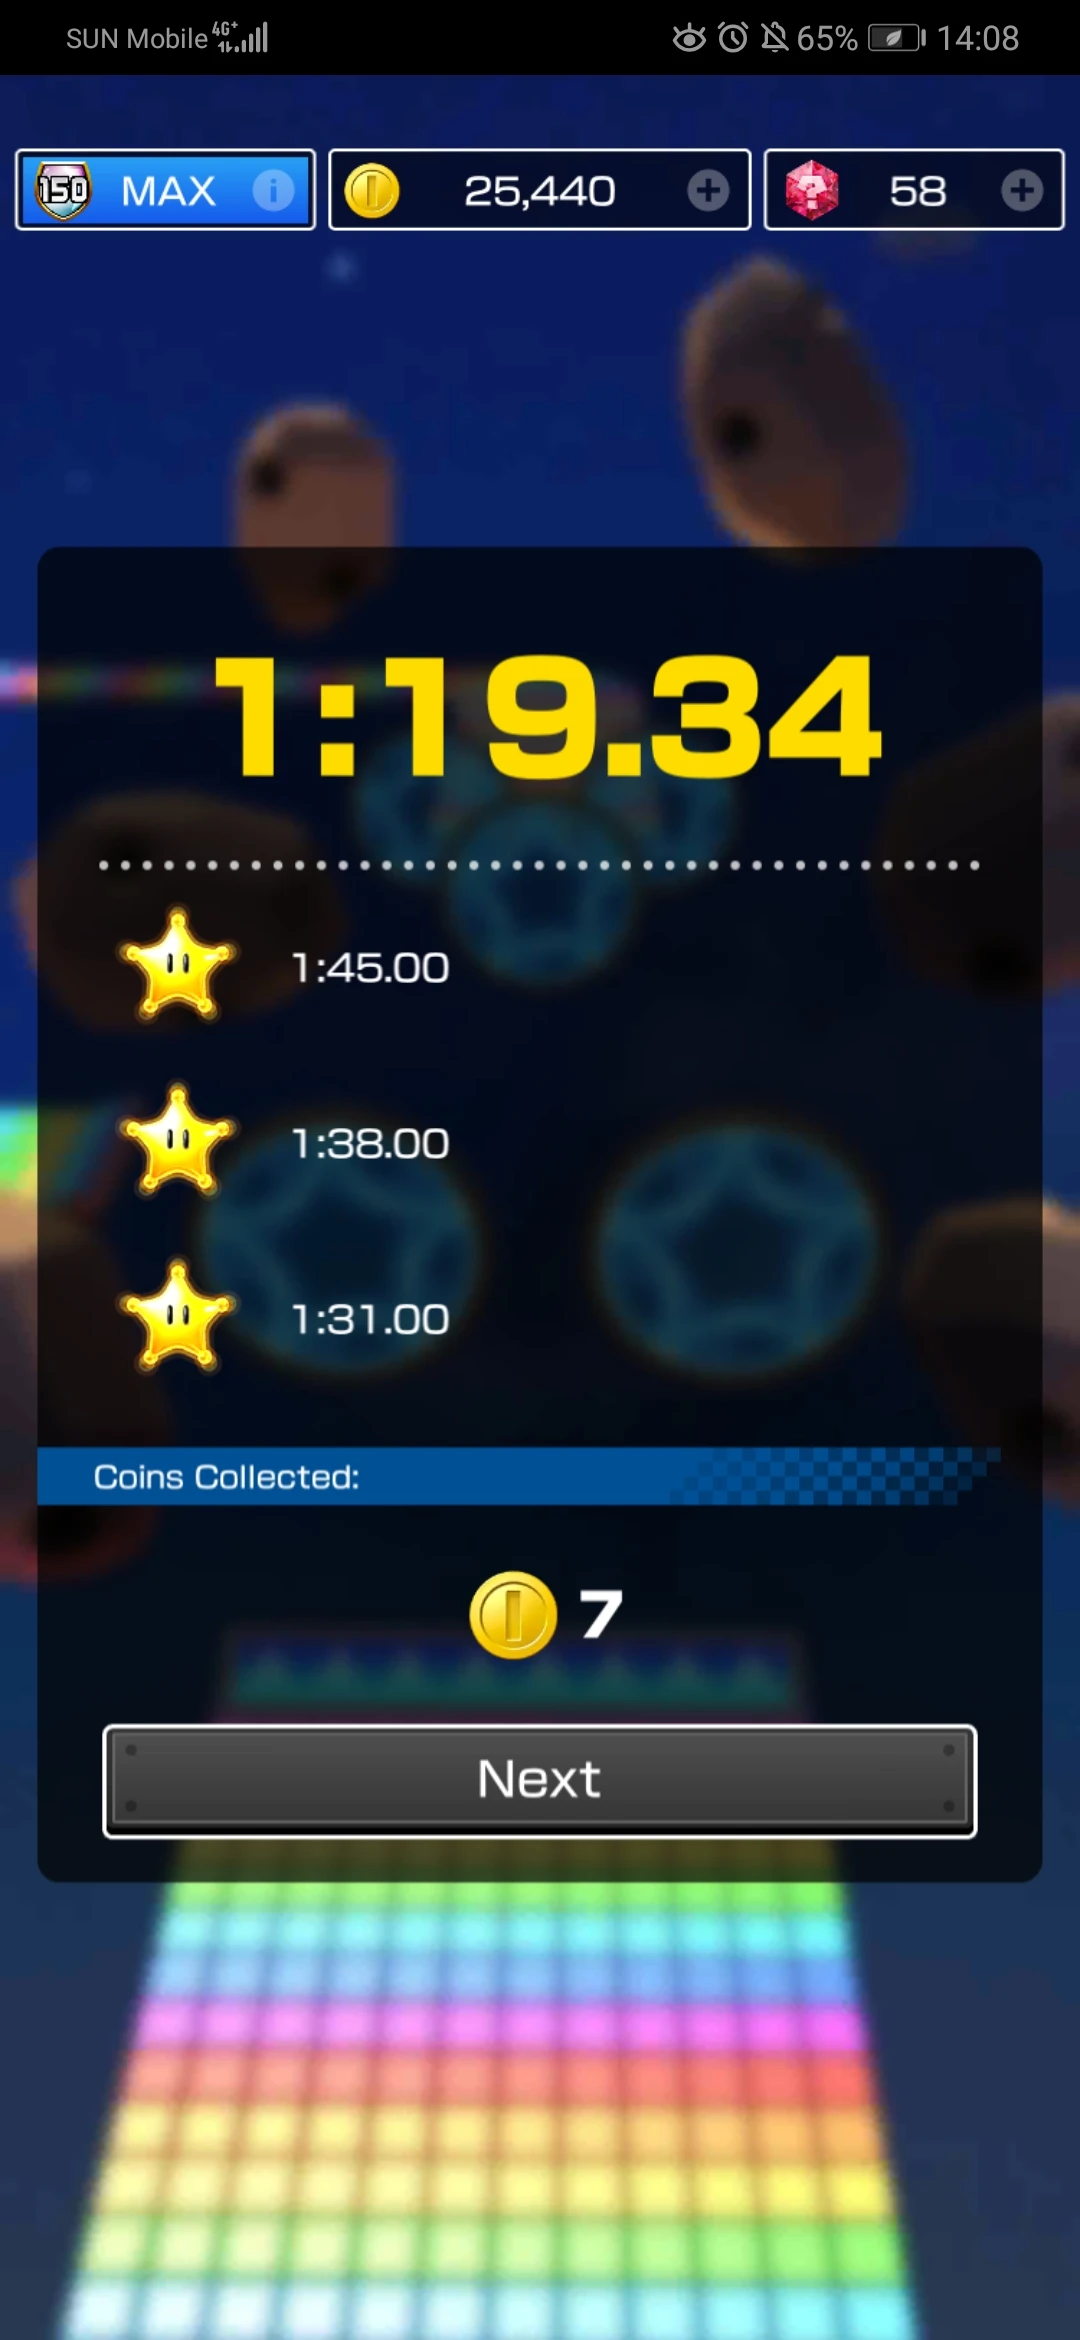 SUN Mobile 4G+ 65% 14:08
150 MAX i 25,440 + ? 58 +
1:19.34
1:45.00
1:38.00
1:31.00
Coins Collected:
7
Next